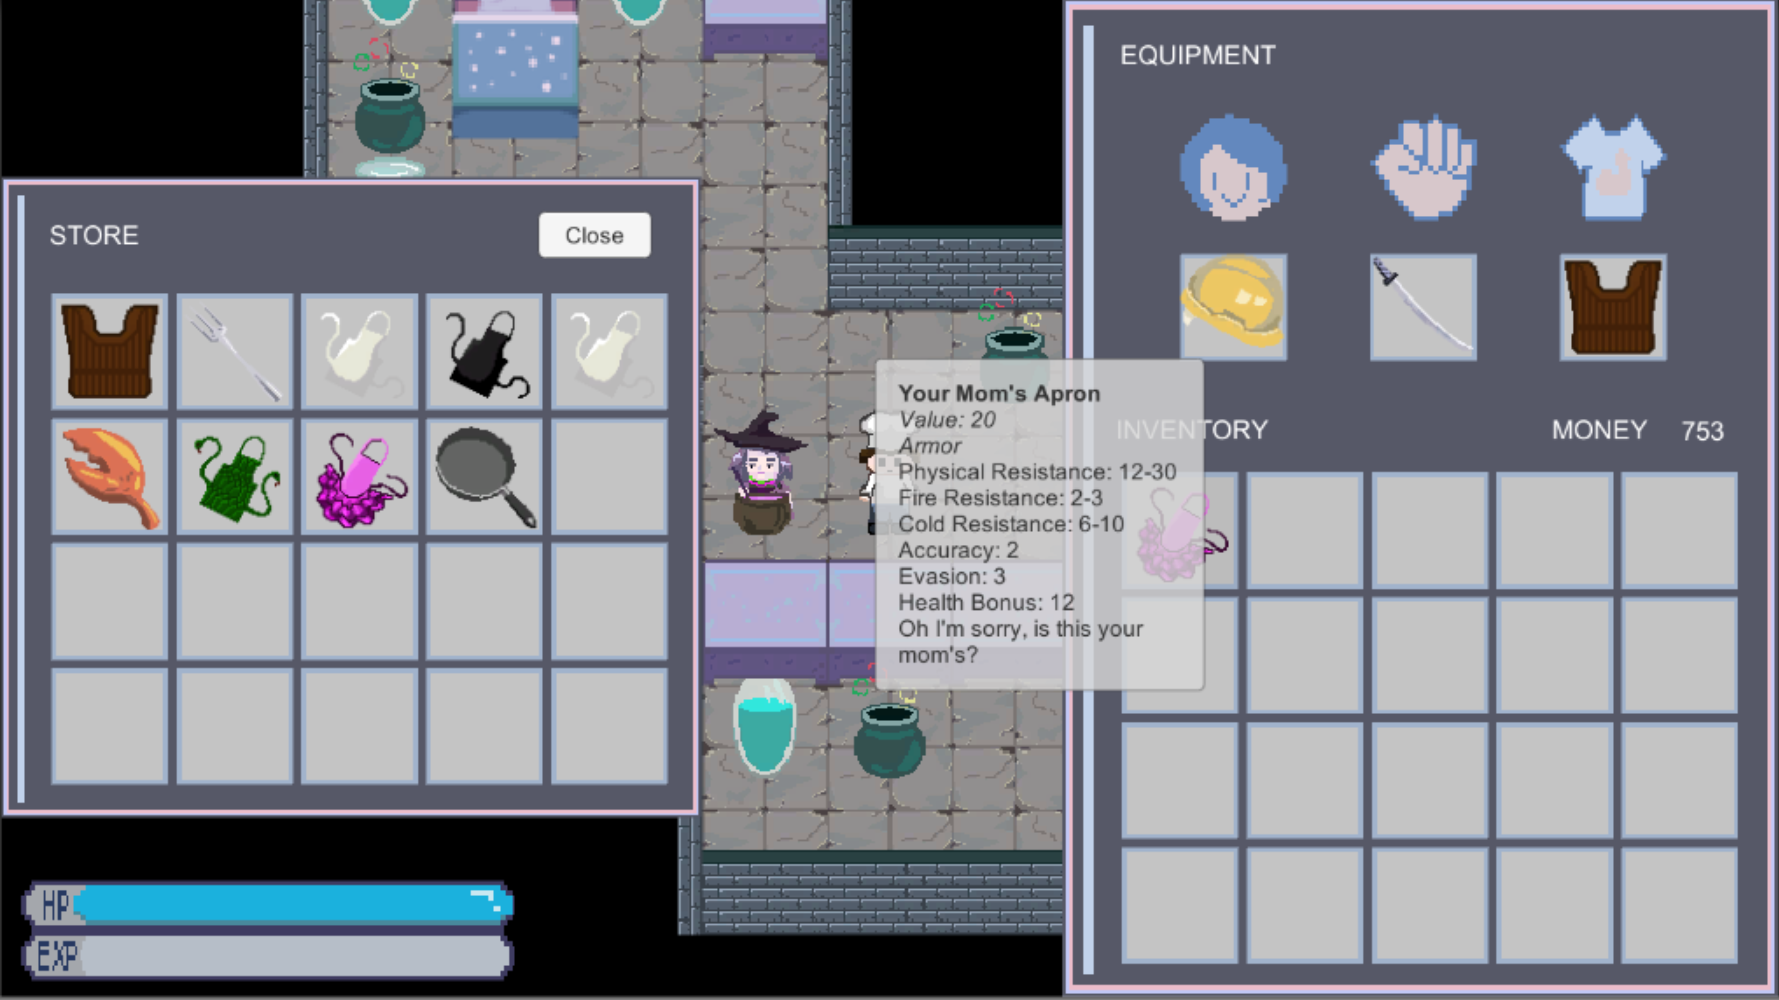 EQUIPMENT
STORE
Close
Your Mom's Apron
Value: 20
Armor
Physical Resistance: 12-30
Fire Resistance: 2-3
Cold Resistance: 6-10
Accuracy: 2
Evasion: 3
Health Bonus: 12
Oh I'm sorry, is this your
mom's?
INVENTORY
MONEY 753
HP
EXP